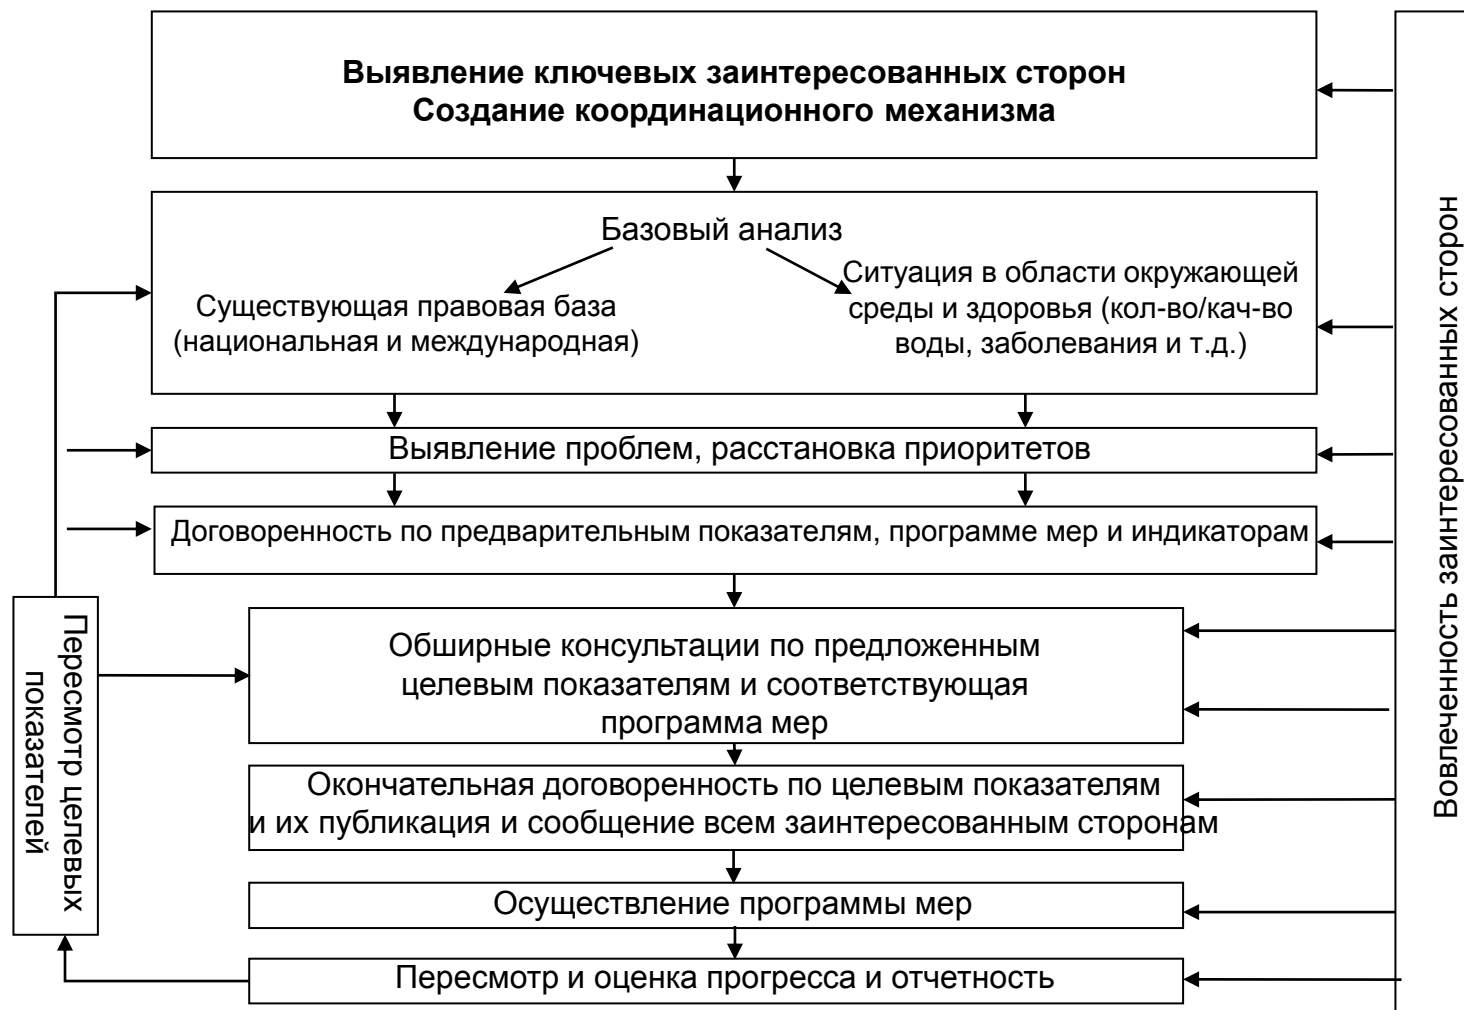 Выявление ключевых заинтересованных сторон
Создание координационного механизма
Базовый анализ
Существующая правовая база
(национальная и международная)
Ситуация в области окружающей
среды и здоровья (кол-во/кач-во
воды, заболевания и т.д.)
Выявление проблем, расстановка приоритетов
Договоренность по предварительным показателям, программе мер и индикаторам
Обширные консультации по предложенным
целевым показателям и соответствующая
программа мер
Окончательная договоренность по целевым показателям
и их публикация и сообщение всем заинтересованным сторонам
Осуществление программы мер
Пересмотр и оценка прогресса и отчетность
Пересмотр целевых
показателей
Вовлеченность заинтересованных сторон